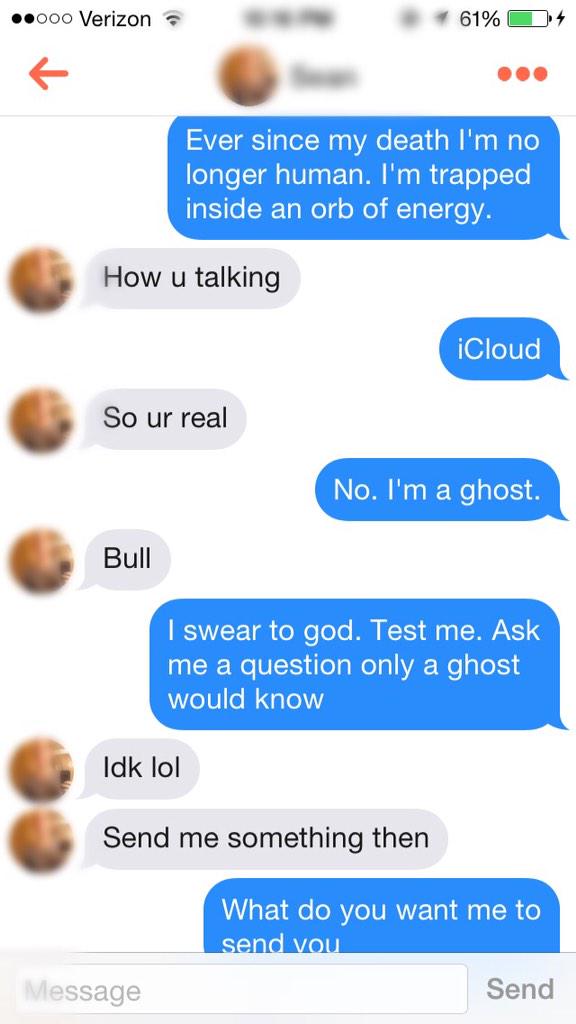 Verizon 61%
Ever since my death I'm no
longer human. I'm trapped
inside an orb of energy.
How u talking
iCloud
So ur real
No. I'm a ghost.
Bull
I swear to god. Test me. Ask
me a question only a ghost
would know
Idk lol
Send me something then
What do you want me to
send you
Message Send